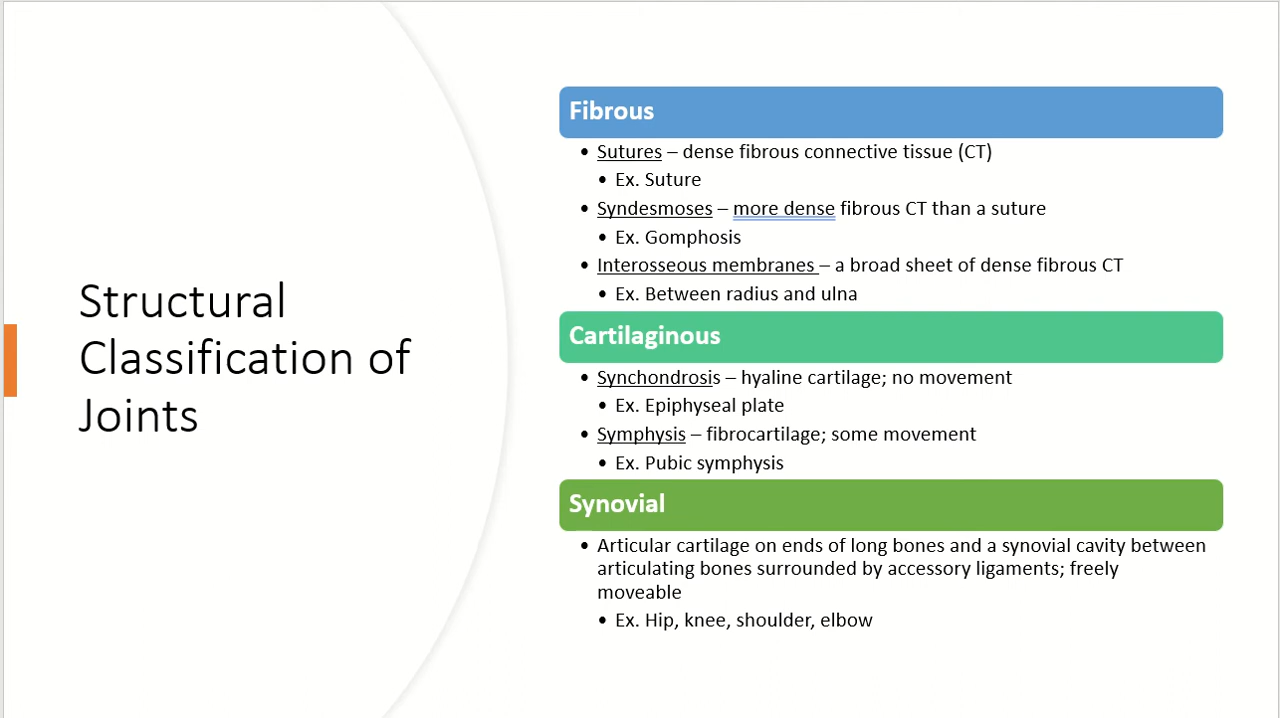 Structural
Classification of
Joints
Fibrous
• Sutures – dense fibrous connective tissue (CT)
• Ex. Suture
• Syndesmoses – more dense fibrous CT than a suture
• Ex. Gomphosis
• Interosseous membranes – a broad sheet of dense fibrous CT
• Ex. Between radius and ulna
Cartilaginous
• Synchondrosis – hyaline cartilage; no movement
• Ex. Epiphyseal plate
• Symphysis – fibrocartilage; some movement
• Ex. Pubic symphysis
Synovial
• Articular cartilage on ends of long bones and a synovial cavity between
articulating bones surrounded by accessory ligaments; freely
moveable
• Ex. Hip, knee, shoulder, elbow